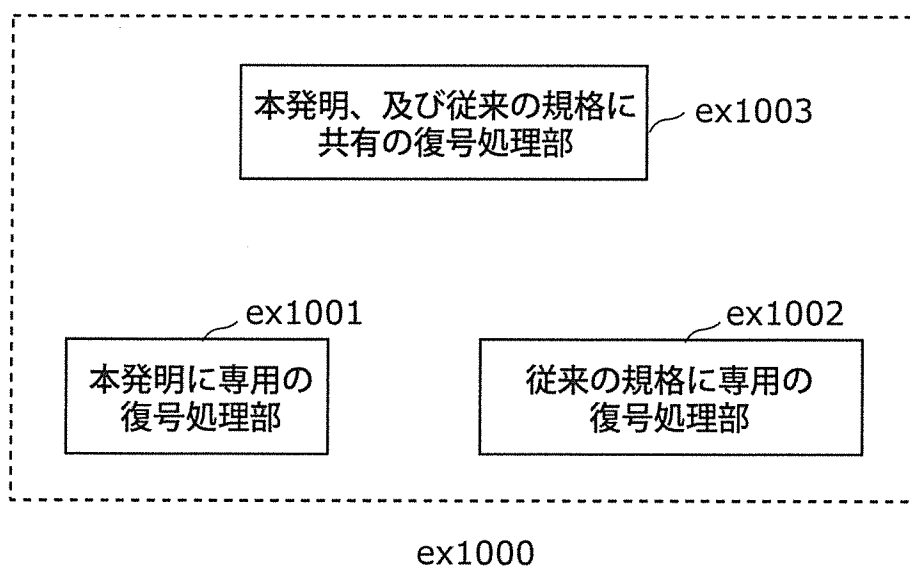 本発明、及び従来の規格に
共有の復号処理部
ex1003
ex1001
本発明に専用の
復号処理部
ex1002
従来の規格に専用の
復号処理部
ex1000